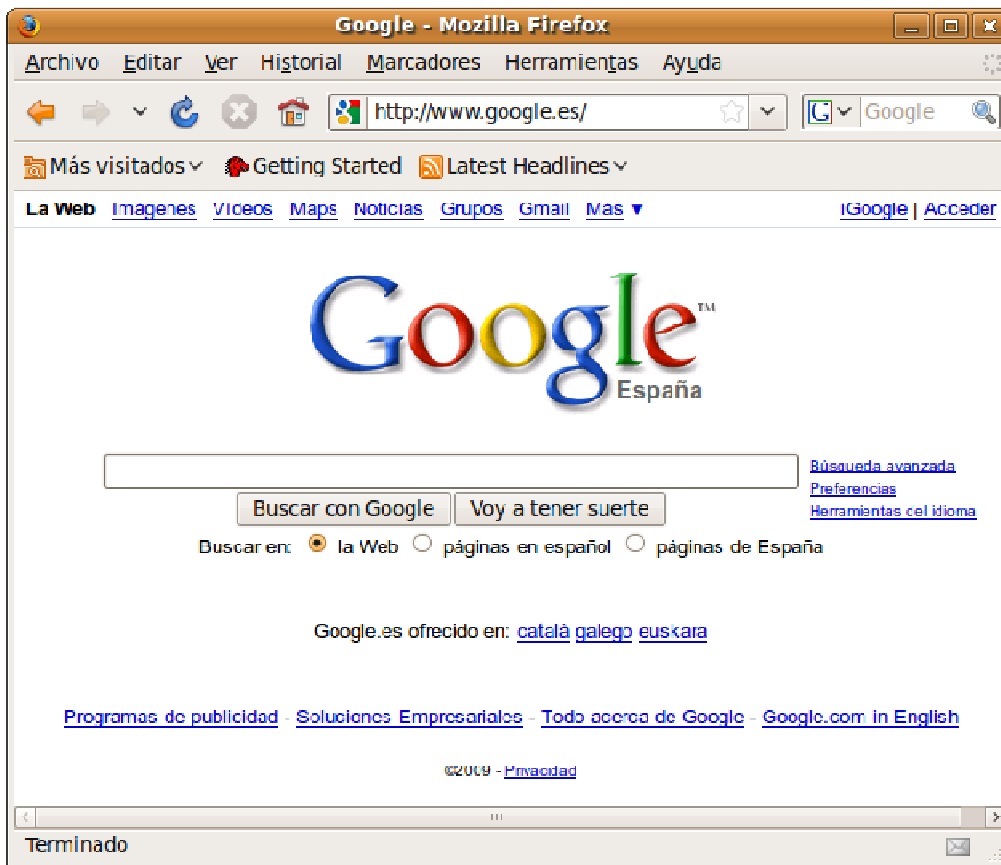 Google - Mozilla Firefox
Archivo Editar Ver Historial Marcadores Herramientas Ayuda
http://www.google.es/ G Google
Más visitados Getting Started Latest Headlines
La Web Imágenes Vídeos Maps Noticias Grupos Gmail Más ▼ iGoogle | Acceder
Google™
España
Búsqueda avanzada
Preferencias
Herramientas del idioma
Buscar con Google Voy a tener suerte
Buscar en: la Web páginas en español páginas de España
Google.es ofrecido en: català galego euskara
Programas de publicidad - Soluciones Empresariales - Todo acerca de Google - Google.com in English
©2009 - Privacidad
Terminado